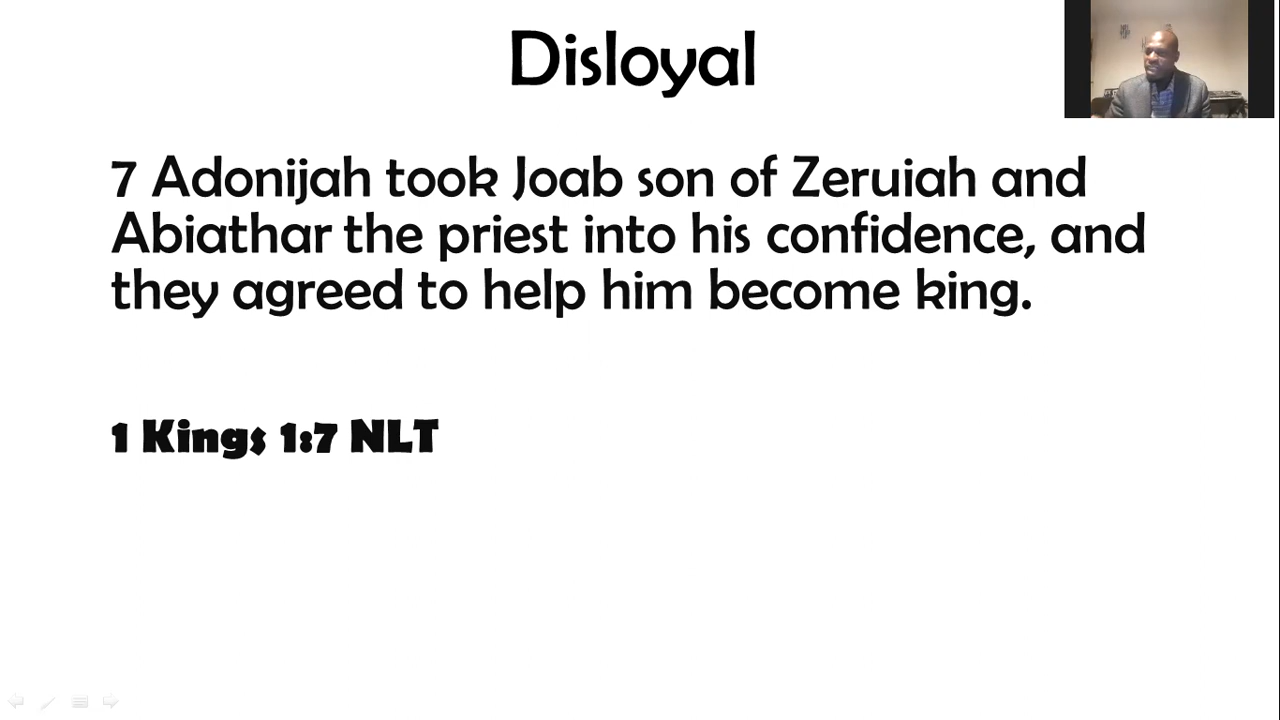 Disloyal
7 Adonijah took Joab son of Zeruiah and
Abiathar the priest into his confidence, and
they agreed to help him become king.
1 Kings 1:7 NLT